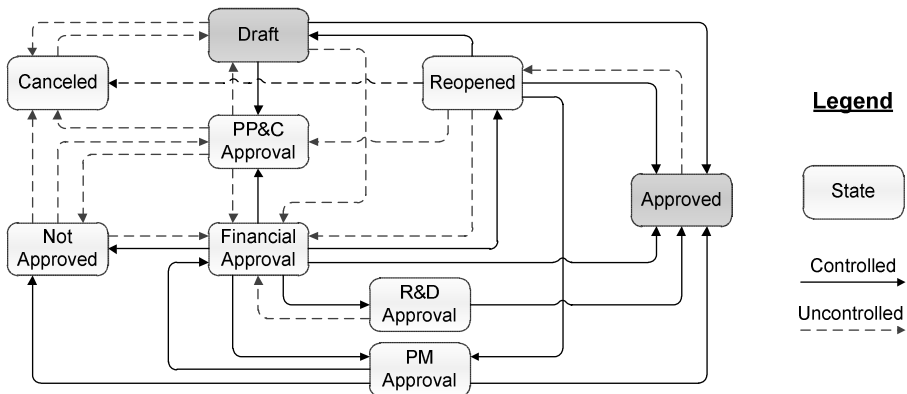 Draft
Canceled
Reopened
Legend
PP&C
Approval
State
Approved
Not
Approved
Financial
Approval
Controlled
R&D
Approval
Uncontrolled
PM
Approval